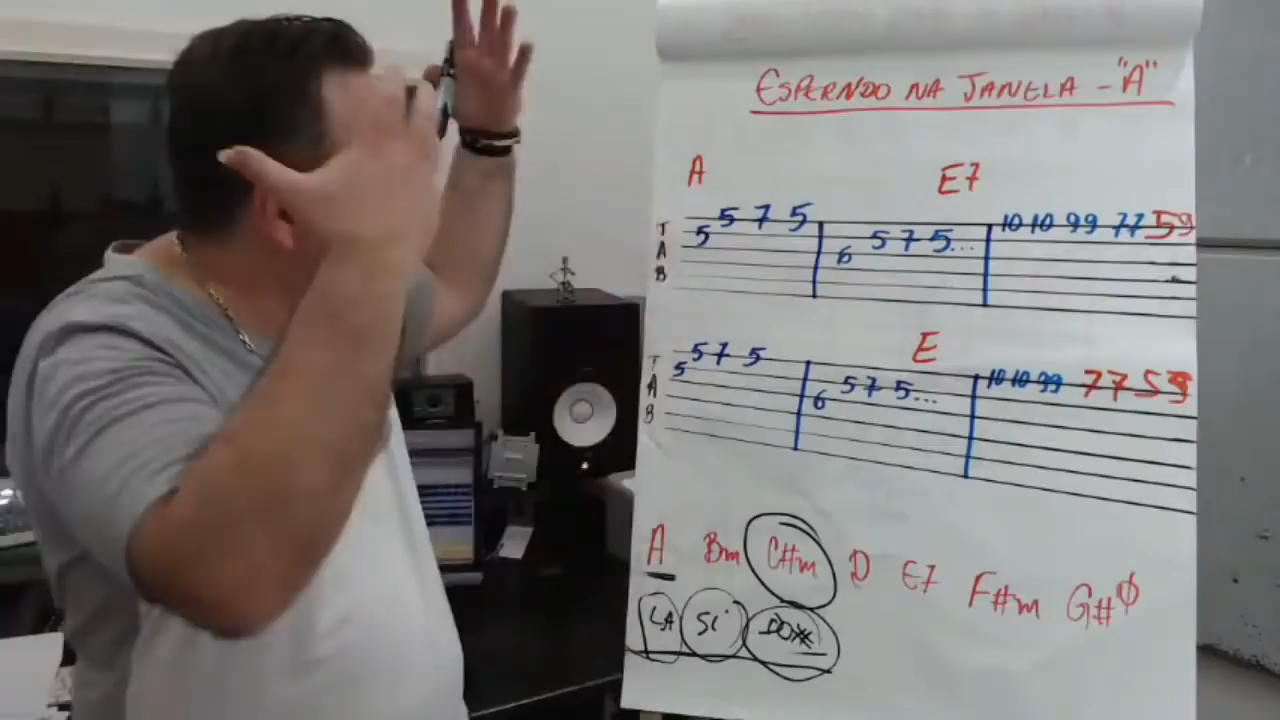 ESPERNDO NA JANELA - "A"
A E7
T A B
5 5 7 5 6 5 7 5... 10 10 9 9 7 7 5 9
E
T A B
5 5 7 5 6 5 7 5... 10 10 9 9 7 7 5 9
A Bm C#m D E7 F#m G#Ø
LA Si DO#